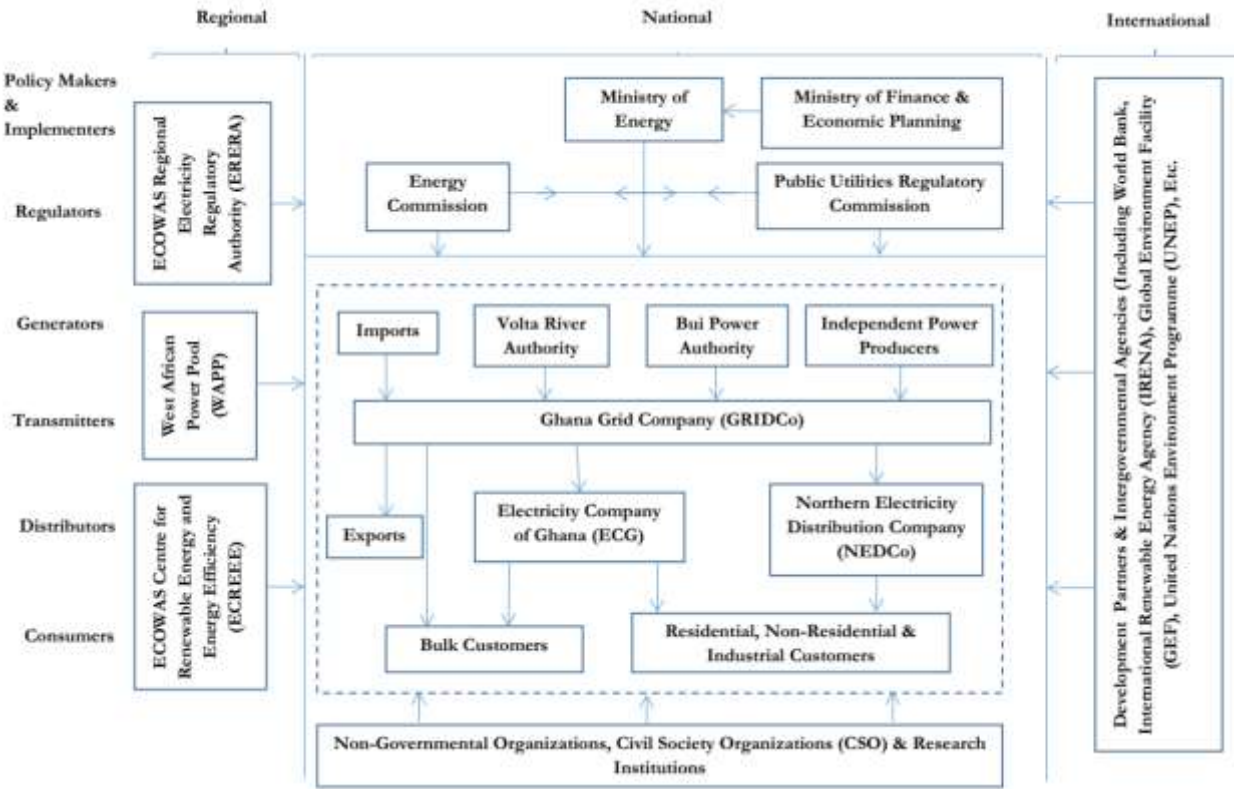 Regional
National
International
Policy Makers
&
Implementers
Regulators
Generators
Transmitters
Distributors
Consumers
ECOWAS Regional
Electricity
Regulatory
Authority (ERERA)
West African
Power Pool
(WAPP)
ECOWAS Centre for
Renewable Energy and
Energy Efficiency
(ECREEE)
Ministry of
Energy
Ministry of Finance &
Economic Planning
Energy
Commission
Public Utilities Regulatory
Commission
Imports
Volta River
Authority
Bui Power
Authority
Independent Power
Producers
Ghana Grid Company (GRIDCo)
Exports
Electricity Company
of Ghana (ECG)
Northern Electricity
Distribution Company
(NEDCo)
Bulk Customers
Residential, Non-Residential &
Industrial Customers
Non-Governmental Organizations, Civil Society Organizations (CSO) & Research
Institutions
Development Partners & Intergovernmental Agencies (Including World Bank,
International Renewable Energy Agency (IRENA), Global Environment Facility
(GEF), United Nations Environment Programme (UNEP), Etc.